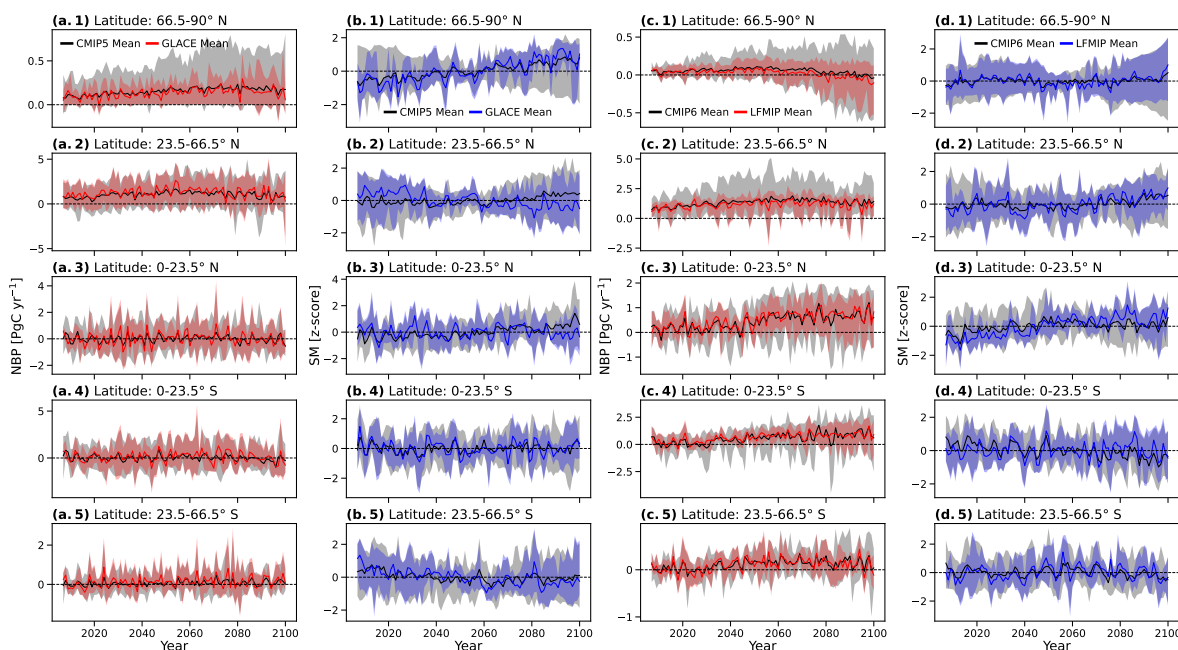 (a. 1) Latitude: 66.5-90° N
(b. 1) Latitude: 66.5-90° N
(c. 1) Latitude: 66.5-90° N
(d. 1) Latitude: 66.5-90° N
CMIP5 Mean GLACE Mean
0.5
0.0
2
0
−2
CMIP5 Mean GLACE Mean
0.5
0.0
−0.5
CMIP6 Mean LFMIP Mean
2
0
−2
CMIP6 Mean LFMIP Mean
(a. 2) Latitude: 23.5-66.5° N
(b. 2) Latitude: 23.5-66.5° N
(c. 2) Latitude: 23.5-66.5° N
(d. 2) Latitude: 23.5-66.5° N
5
0
−5
2
0
−2
5.0
2.5
0.0
−2.5
2
0
−2
(a. 3) Latitude: 0-23.5° N
(b. 3) Latitude: 0-23.5° N
(c. 3) Latitude: 0-23.5° N
(d. 3) Latitude: 0-23.5° N
NBP [PgC yr⁻¹]
4
2
0
−2
SM [z-score]
4
2
0
−2
NBP [PgC yr⁻¹]
2
1
0
−1
SM [z-score]
2
0
−2
(a. 4) Latitude: 0-23.5° S
(b. 4) Latitude: 0-23.5° S
(c. 4) Latitude: 0-23.5° S
(d. 4) Latitude: 0-23.5° S
5
0
2
0
−2
2.5
0.0
−2.5
2
0
−2
(a. 5) Latitude: 23.5-66.5° S
(b. 5) Latitude: 23.5-66.5° S
(c. 5) Latitude: 23.5-66.5° S
(d. 5) Latitude: 23.5-66.5° S
2
0
2
0
−2
0
−1
2
0
−2
2020 2040 2060 2080 2100
2020 2040 2060 2080 2100
2020 2040 2060 2080 2100
2020 2040 2060 2080 2100
Year
Year
Year
Year